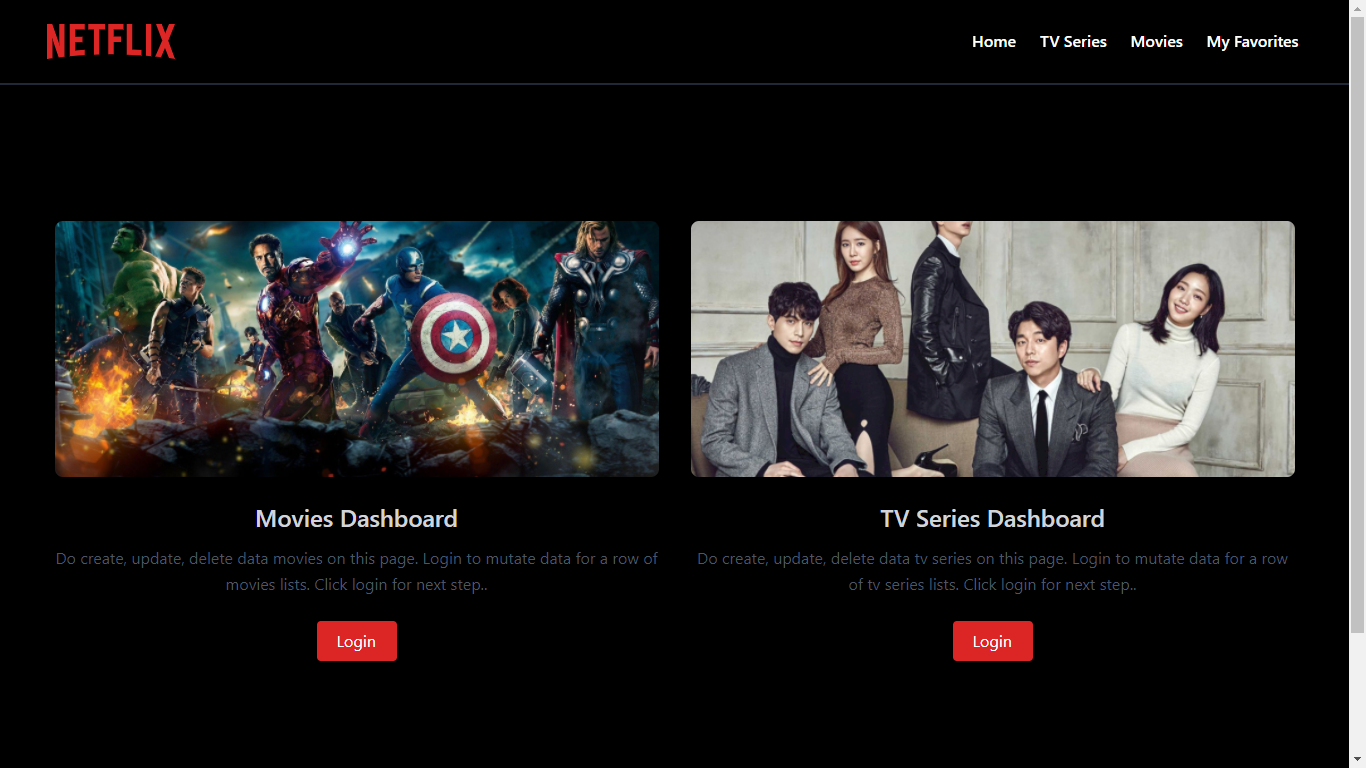 NETFLIX
Home TV Series Movies My Favorites
Movies Dashboard
Do create, update, delete data movies on this page. Login to mutate data for a row of
movies lists. Click login for next step..
Login
TV Series Dashboard
Do create, update, delete data tv series on this page. Login to mutate data for a row
of tv series lists. Click login for next step..
Login